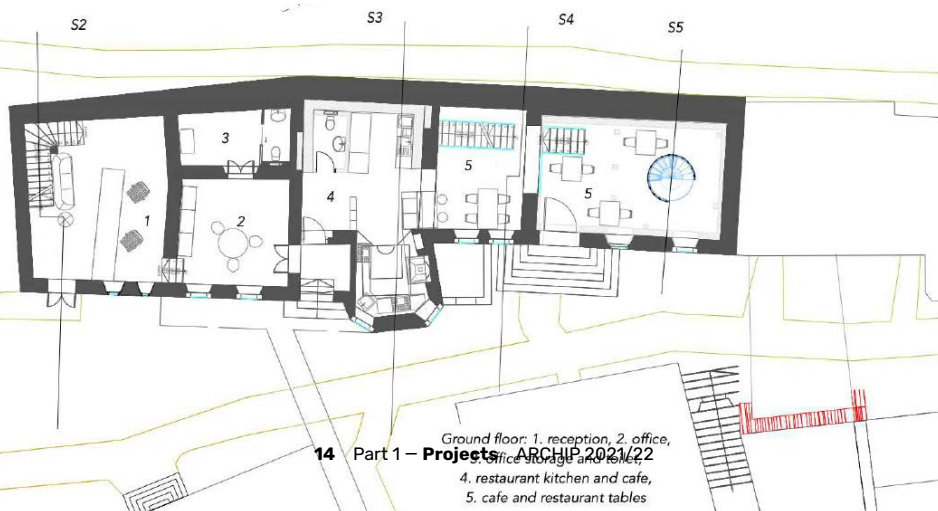 S2
S3
S4
S5
3
5
4
5
1
2
Ground floor: 1. reception, 2. office,
3. office storage and toilet,
14 Part 1 – Projects ARCHIP 2021/22
4. restaurant kitchen and cafe,
5. cafe and restaurant tables